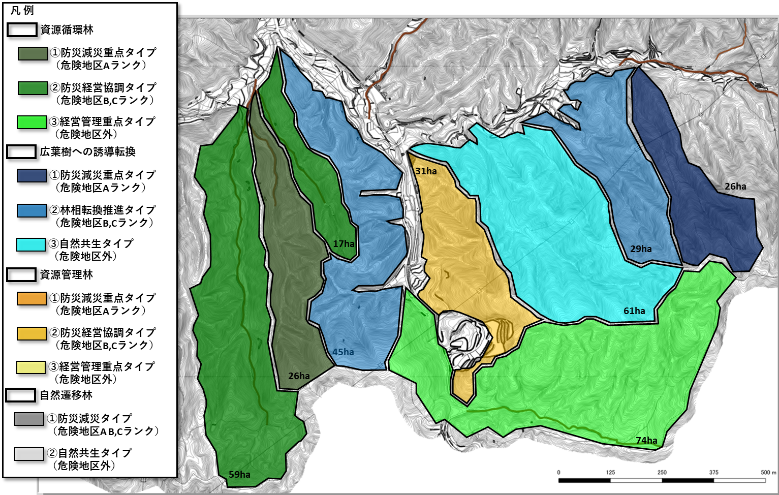 凡 例
資源循環林
①防災減災重点タイプ
（危険地区Aランク）
②防災経営協調タイプ
（危険地区B,Cランク）
③経営管理重点タイプ
（危険地区外）
広葉樹への誘導転換
①防災減災重点タイプ
（危険地区Aランク）
②林相転換推進タイプ
（危険地区B,Cランク）
③自然共生タイプ
（危険地区外）
資源管理林
①防災減災重点タイプ
（危険地区Aランク）
②防災経営協調タイプ
（危険地区B,Cランク）
③経営管理重点タイプ
（危険地区外）
自然遷移林
①防災減災タイプ
（危険地区A B,Cランク）
②自然共生タイプ
（危険地区外）
31ha
26ha
17ha
29ha
61ha
45ha
26ha
74ha
59ha
0 125 250 375 500 m